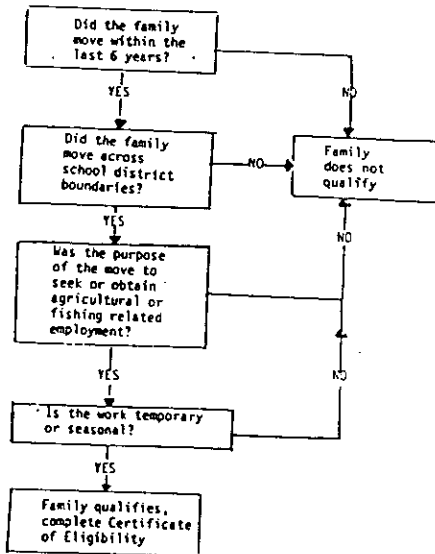 Did the family
move within the
last 6 years?
YES
NO
Did the family
move across
school district
boundaries?
NO
Family
does not
qualify
YES
NO
Was the purpose
of the move to
seek or obtain
agricultural or
fishing related
employment?
YES
NO
Is the work temporary
or seasonal?
YES
Family qualifies,
complete Certificate
of Eligibility